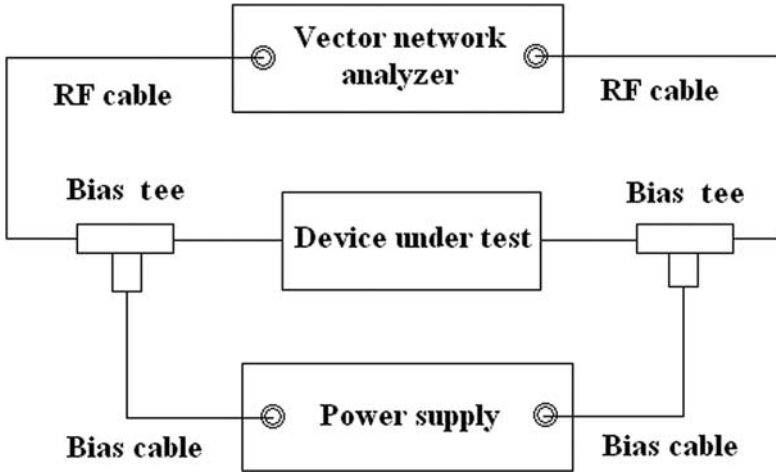 Vector network
analyzer
RF cable
RF cable
Bias tee
Bias tee
Device under test
Power supply
Bias cable
Bias cable